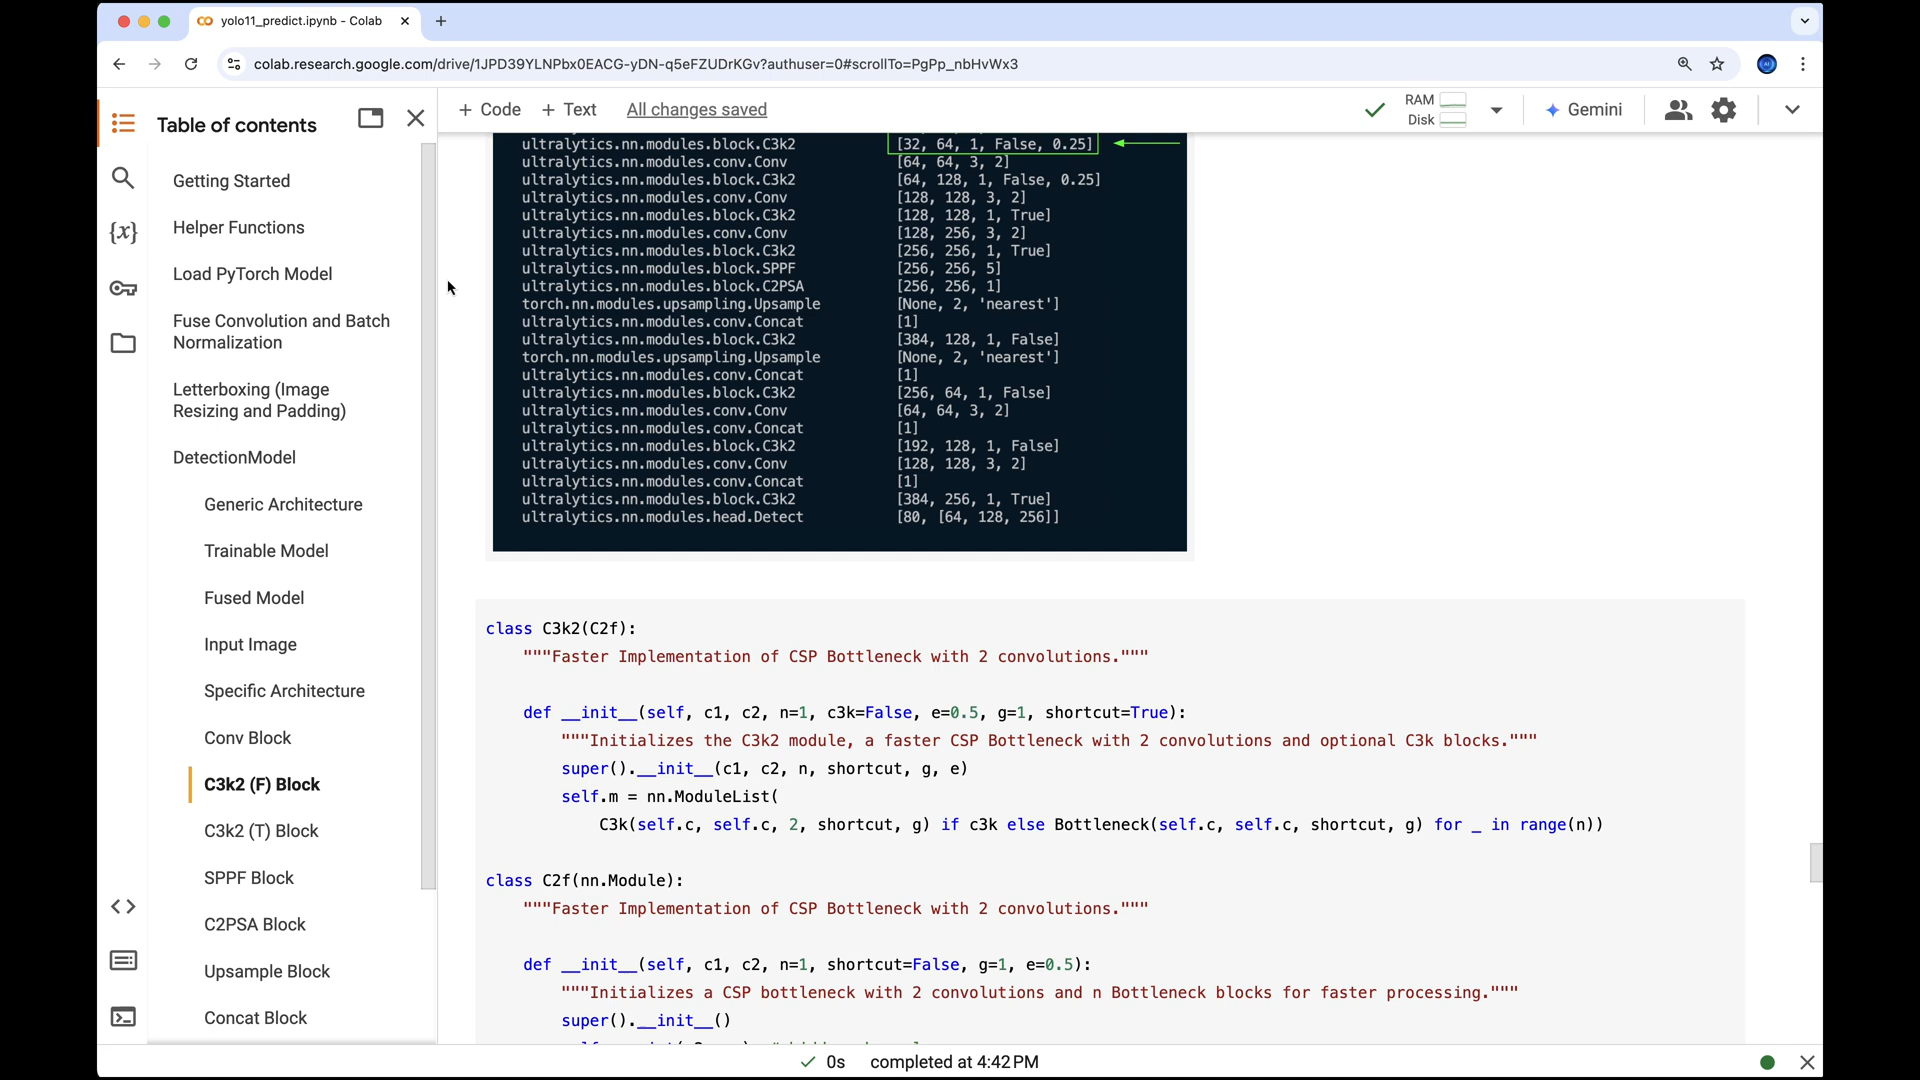 yolo11_predict.ipynb - Colab
colab.research.google.com/drive/1JPD39YLNPbx0EACG-yDN-q5eFZUDrKGv?authuser=0#scrollTo=PgPp_nbHvWx3
Table of contents
+ Code + Text All changes saved
RAM
Disk
Gemini
Getting Started
Helper Functions
Load PyTorch Model
Fuse Convolution and Batch
Normalization
Letterboxing (Image
Resizing and Padding)
DetectionModel
Generic Architecture
Trainable Model
Fused Model
Input Image
Specific Architecture
Conv Block
C3k2 (F) Block
C3k2 (T) Block
SPPF Block
C2PSA Block
Upsample Block
Concat Block
ultralytics.nn.modules.block.C3k2 [32, 64, 1, False, 0.25]
ultralytics.nn.modules.conv.Conv [64, 64, 3, 2]
ultralytics.nn.modules.block.C3k2 [64, 128, 1, False, 0.25]
ultralytics.nn.modules.conv.Conv [128, 128, 3, 2]
ultralytics.nn.modules.block.C3k2 [128, 128, 1, True]
ultralytics.nn.modules.conv.Conv [128, 256, 3, 2]
ultralytics.nn.modules.block.C3k2 [256, 256, 1, True]
ultralytics.nn.modules.block.SPPF [256, 256, 5]
ultralytics.nn.modules.block.C2PSA [256, 256, 1]
torch.nn.modules.upsampling.Upsample [None, 2, 'nearest']
ultralytics.nn.modules.conv.Concat [1]
ultralytics.nn.modules.block.C3k2 [384, 128, 1, False]
torch.nn.modules.upsampling.Upsample [None, 2, 'nearest']
ultralytics.nn.modules.conv.Concat [1]
ultralytics.nn.modules.block.C3k2 [256, 64, 1, False]
ultralytics.nn.modules.conv.Conv [64, 64, 3, 2]
ultralytics.nn.modules.conv.Concat [1]
ultralytics.nn.modules.block.C3k2 [192, 128, 1, False]
ultralytics.nn.modules.conv.Conv [128, 128, 3, 2]
ultralytics.nn.modules.conv.Concat [1]
ultralytics.nn.modules.block.C3k2 [384, 256, 1, True]
ultralytics.nn.modules.head.Detect [80, [64, 128, 256]]
class C3k2(C2f):
"""Faster Implementation of CSP Bottleneck with 2 convolutions."""
def __init__(self, c1, c2, n=1, c3k=False, e=0.5, g=1, shortcut=True):
"""Initializes the C3k2 module, a faster CSP Bottleneck with 2 convolutions and optional C3k blocks."""
super().__init__(c1, c2, n, shortcut, g, e)
self.m = nn.ModuleList(
C3k(self.c, self.c, 2, shortcut, g) if c3k else Bottleneck(self.c, self.c, shortcut, g) for _ in range(n))
class C2f(nn.Module):
"""Faster Implementation of CSP Bottleneck with 2 convolutions."""
def __init__(self, c1, c2, n=1, shortcut=False, g=1, e=0.5):
"""Initializes a CSP bottleneck with 2 convolutions and n Bottleneck blocks for faster processing."""
super().__init__()
0s completed at 4:42 PM